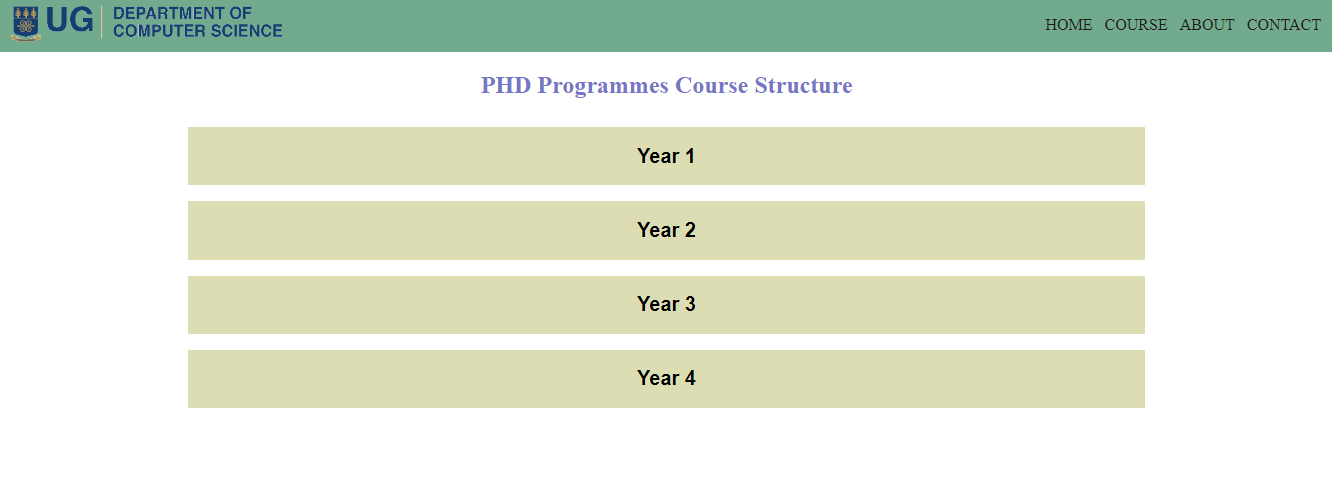 UG
DEPARTMENT OF
COMPUTER SCIENCE
HOME COURSE ABOUT CONTACT
PHD Programmes Course Structure
Year 1
Year 2
Year 3
Year 4